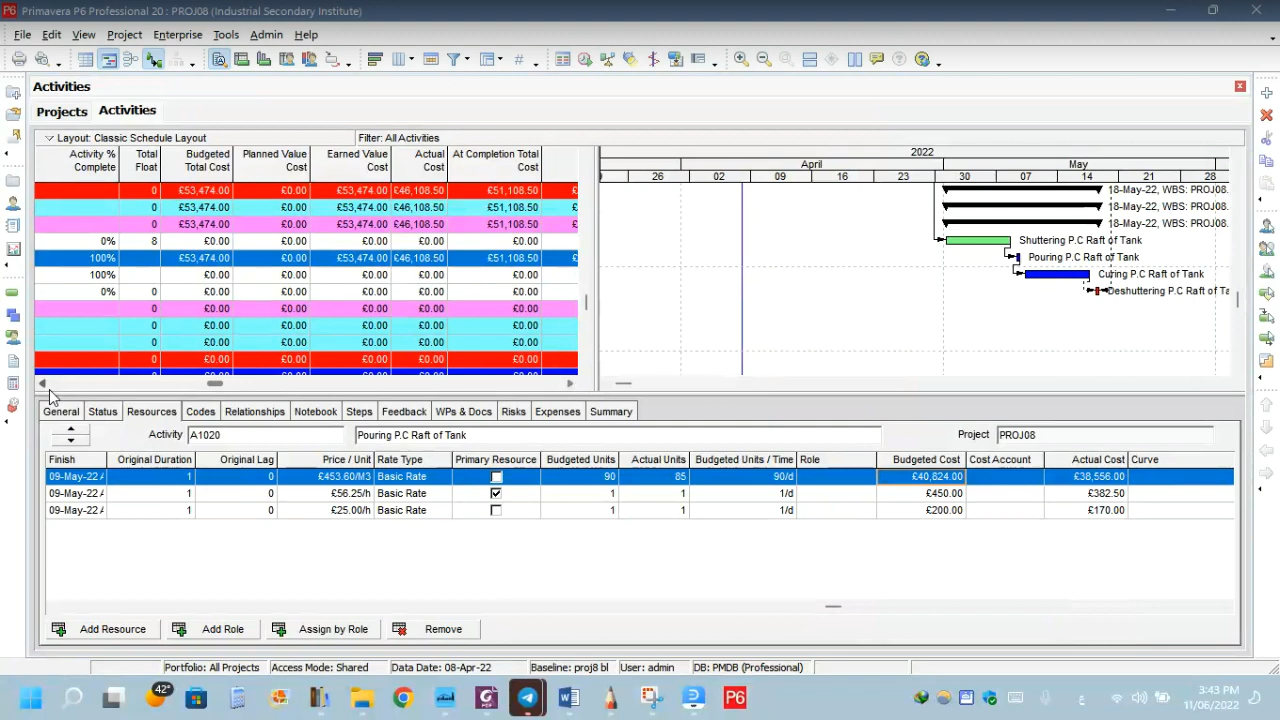 Primavera P6 Professional 20 : PROJ08 (Industrial Secondary Institute)
File Edit View Project Enterprise Tools Admin Help
Activities
Projects Activities
Layout: Classic Schedule Layout Filter: All Activities
Activity % Complete Total Float Budgeted Total Cost Planned Value Cost Earned Value Cost Actual Cost At Completion Total Cost
0 £53,474.00 £0.00 £53,474.00 £46,108.50 £51,108.50 £
0 £53,474.00 £0.00 £53,474.00 £46,108.50 £51,108.50
0 £53,474.00 £0.00 £53,474.00 £46,108.50 £51,108.50
0% 8 £0.00 £0.00 £0.00 £0.00 £0.00
100% £53,474.00 £0.00 £53,474.00 £46,108.50 £51,108.50
100% £0.00 £0.00 £0.00 £0.00 £0.00
0% 0 £0.00 £0.00 £0.00 £0.00 £0.00
0 £0.00 £0.00 £0.00 £0.00 £0.00
0 £0.00 £0.00 £0.00 £0.00 £0.00
0 £0.00 £0.00 £0.00 £0.00 £0.00
0 £0.00 £0.00 £0.00 £0.00 £0.00
2022
April May
26 02 09 16 23 30 07 14 21 28
18-May-22, WBS: PROJ08.
18-May-22, WBS: PROJ08.
18-May-22, WBS: PROJ08.
Shuttering P.C Raft of Tank
Pouring P.C Raft of Tank
Curing P.C Raft of Tank
Deshuttering P.C Raft of Ta
General Status Resources Codes Relationships Notebook Steps Feedback WPs & Docs Risks Expenses Summary
Activity A1020 Pouring P.C Raft of Tank Project PROJ08
Finish Original Duration Original Lag Price / Unit Rate Type Primary Resource Budgeted Units Actual Units Budgeted Units / Time Role Budgeted Cost Cost Account Actual Cost Curve
09-May-22 A 1 0 £453.60/M3 Basic Rate 90 85 90/d £40,824.00 £38,556.00
09-May-22 A 1 0 £56.25/h Basic Rate 1 1 1/d £450.00 £382.50
09-May-22 A 1 0 £25.00/h Basic Rate 1 1 1/d £200.00 £170.00
Add Resource Add Role Assign by Role Remove
Portfolio: All Projects Access Mode: Shared Data Date: 08-Apr-22 Baseline: proj8 bl User: admin DB: PMDB (Professional)
42° P6 ع 3:43 PM
11/06/2022